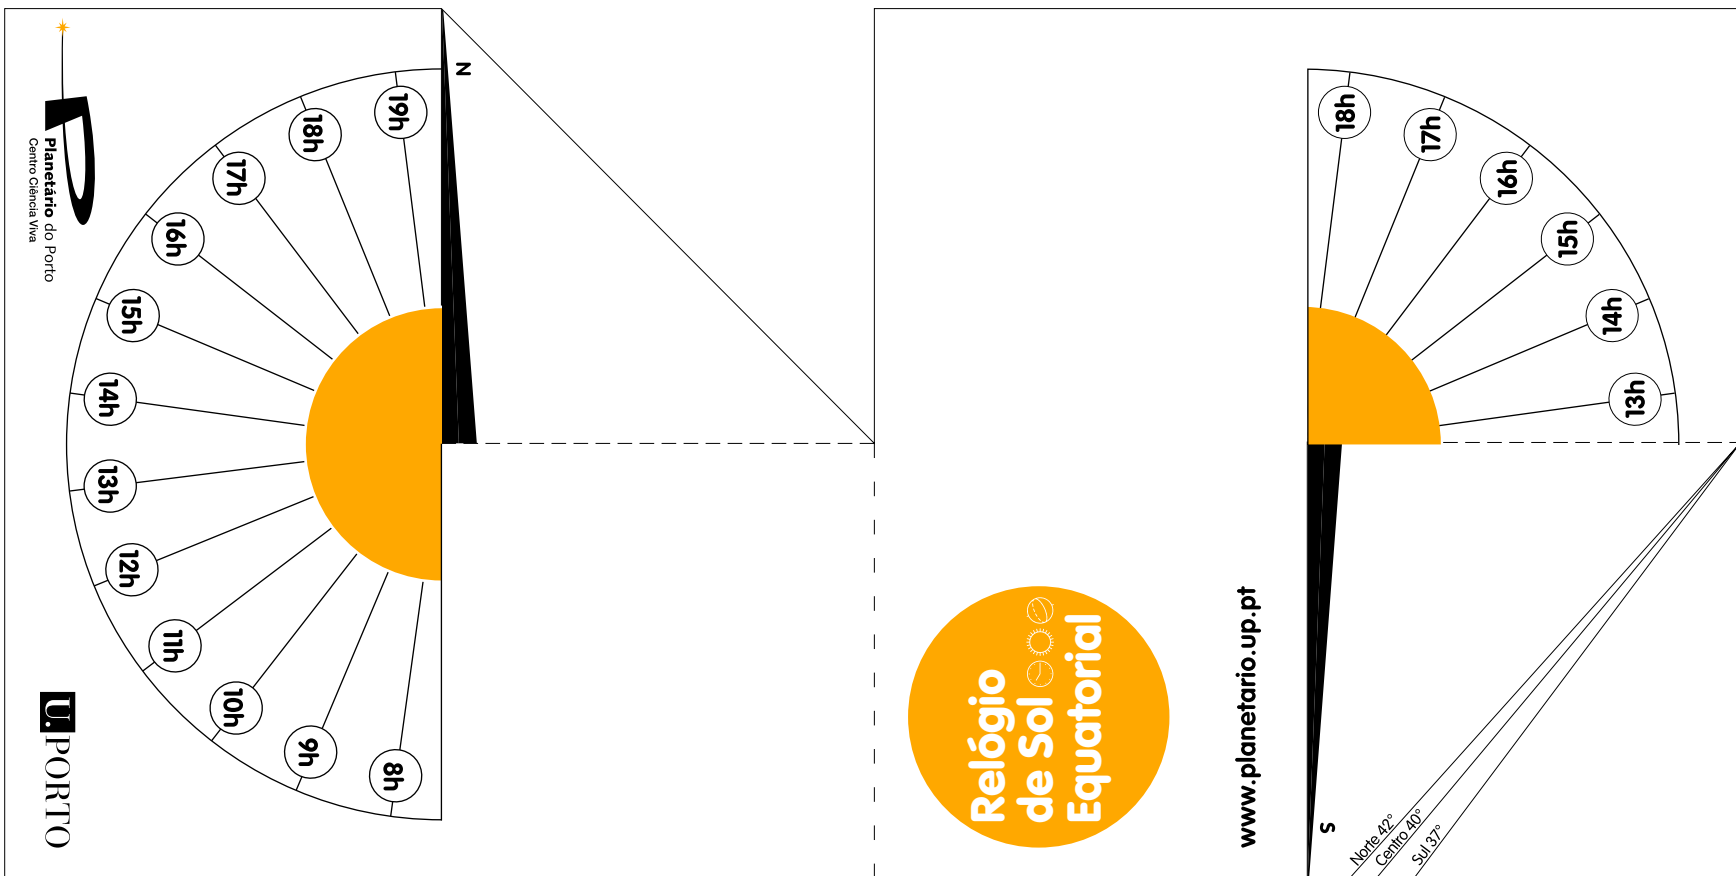 Planetário do Porto
Centro Ciência Viva
U.PORTO
N
19h
18h
17h
16h
15h
14h
13h
12h
11h
10h
9h
8h
18h
17h
16h
15h
14h
13h
Relógio
de Sol
Equatorial
www.planetario.up.pt
S
Norte 42°
Centro 40°
Sul 37°